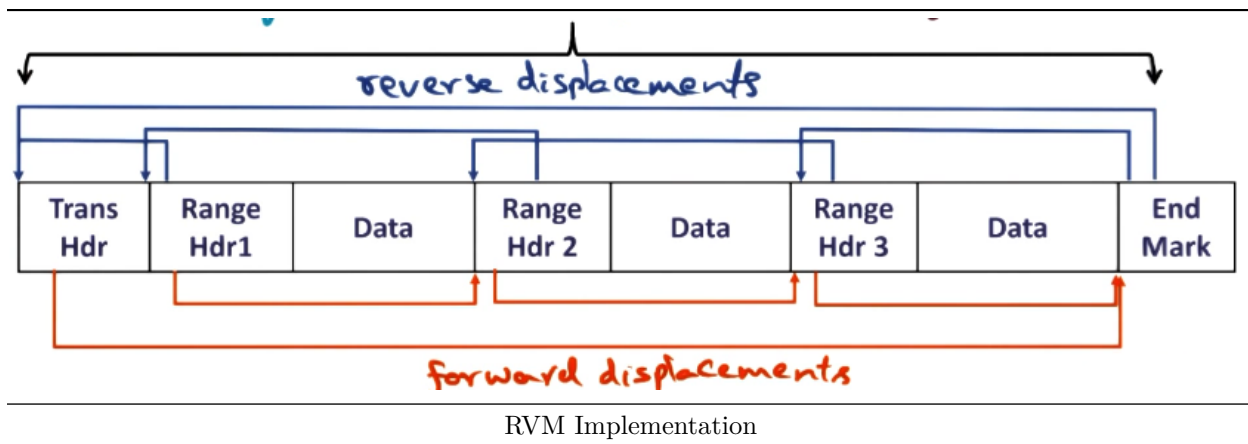 reverse displacements
Trans
Hdr
Range
Hdr1
Data
Range
Hdr 2
Data
Range
Hdr 3
Data
End
Mark
forward displacements
RVM Implementation